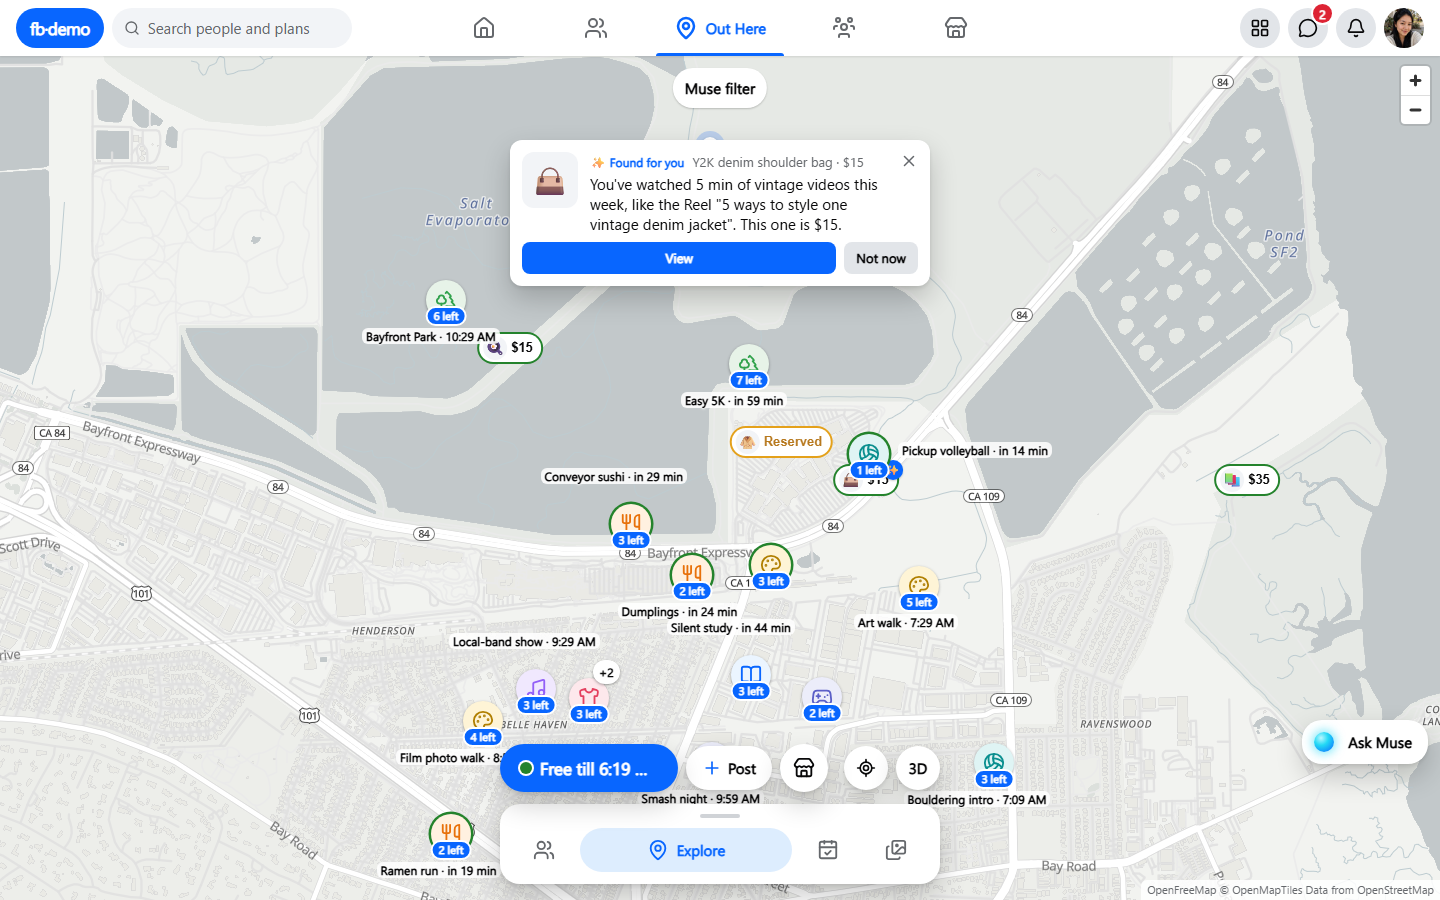 fb-demo
Search people and plans
Out Here
2
Muse filter
✨ Found for you Y2K denim shoulder bag · $15
You've watched 5 min of vintage videos this
week, like the Reel "5 ways to style one
vintage denim jacket". This one is $15.
View
Not now
+
−
84
Salt
Pond
SF2
6 left
Bayfront Park · 10:29 AM
$15
84
7 left
Easy 5K · in 59 min
Reserved
Pickup volleyball · in 14 min
1 left
$15
$35
CA 84
Bayfront Expressway
84
84
Conveyor sushi · in 29 min
CA 109
84
84
3 left
84
Bayfront
Scott Drive
2 left
3 left
101
5 left
Dumplings · in 24 min
Silent study · in 44 min
Art walk · 7:29 AM
HENDERSON
Local-band show · 9:29 AM
+2
3 left
3 left
3 left
2 left
CA 109
101
BELLE HAVEN
RAVENSWOOD
4 left
Film photo walk
Free till 6:19 ...
Post
3D
3 left
Ask Muse
Smash night · 9:59 AM
Bouldering intro · 7:09 AM
Bay Road
2 left
Ramen run · in 19 min
Explore
Bay Road
OpenFreeMap © OpenMapTiles Data from OpenStreetMap